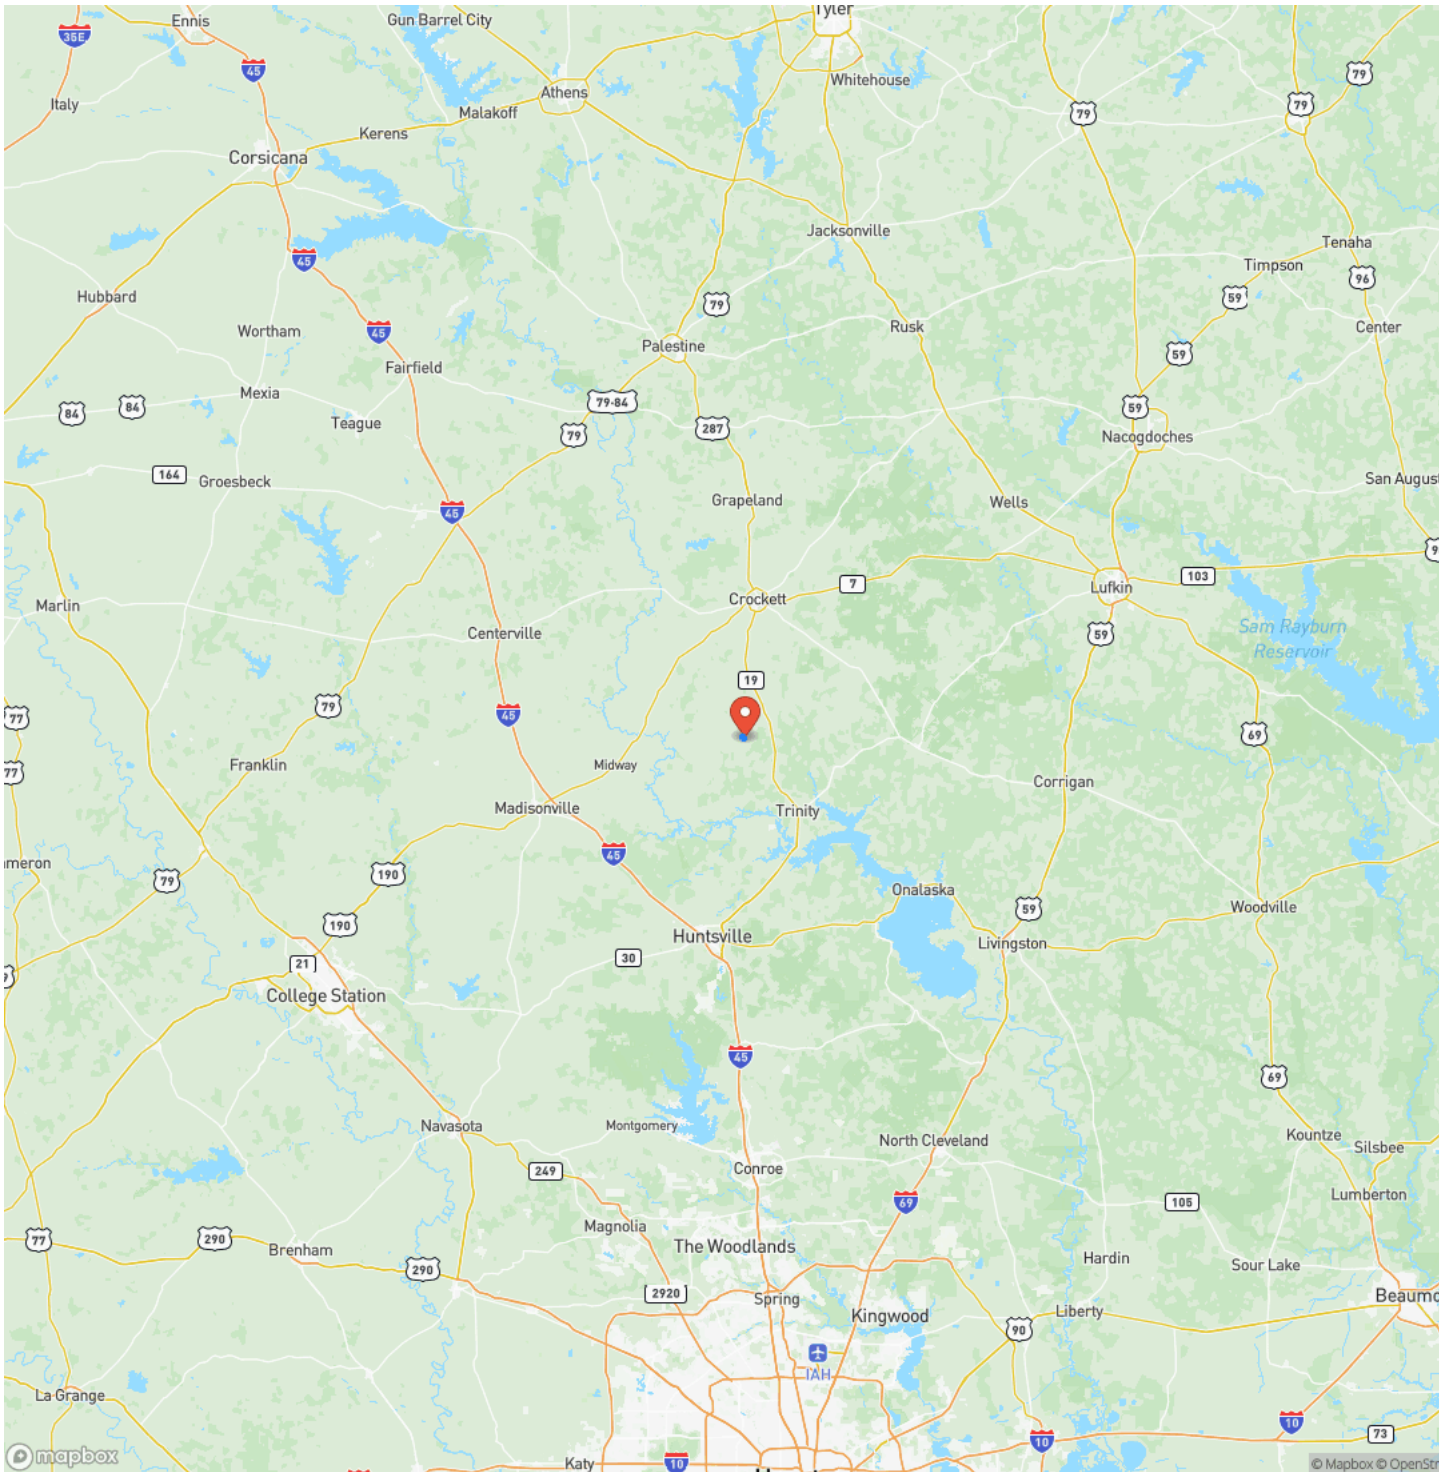 Ennis
Gun Barrel City
Tyler
35E
45
Whitehouse
79
Italy
Athens
79
79
Malakoff
Kerens
Corsicana
Jacksonville
Tenaha
45
Timpson
96
Hubbard
79
59
Wortham
45
Rusk
Center
Palestine
59
Fairfield
Mexia
79-84
84
84
59
Teague
79
287
Nacogdoches
164
Groesbeck
San August
Grapeland
Wells
45
7
103
Lufkin
Marlin
Crockett
Centerville
59
Sam Rayburn
Reservoir
19
79
77
45
69
Franklin
Midway
77
Corrigan
Madisonville
Trinity
45
ameron
79
190
Onalaska
Woodville
59
190
Huntsville
Livingston
30
21
College Station
45
69
Navasota
Montgomery
North Cleveland
Kountze
Silsbee
Conroe
249
69
105
Lumberton
Magnolia
77
290
Brenham
The Woodlands
Hardin
290
Sour Lake
2920
Spring
Kingwood
Liberty
Beaumo
90
IAH
La Grange
10
73
10
mapbox
Katy
10
© Mapbox © OpenStr